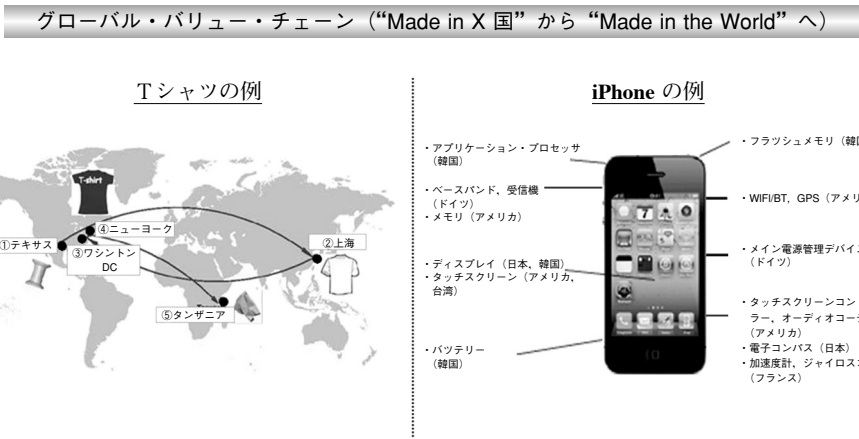 グローバル・バリュー・チェーン（“Made in X 国”から“Made in the World”へ）
Tシャツの例
T-shirt
①テキサス
④ニューヨーク
③ワシントン
DC
②上海
⑤タンザニア
iPhone の例
・アプリケーション・プロセッサ
（韓国）
・ベースバンド，受信機
（ドイツ）
・メモリ（アメリカ）
・ディスプレイ（日本，韓国）
・タッチスクリーン（アメリカ，
台湾）
・バッテリー
（韓国）
7
・フラッシュメモリ（韓国
・WIFI/BT，GPS（アメリ
・メイン電源管理デバイ
（ドイツ）
・タッチスクリーンコン
ラー，オーディオコー
（アメリカ）
・電子コンパス（日本）
・加速度計，ジャイロス
（フランス）